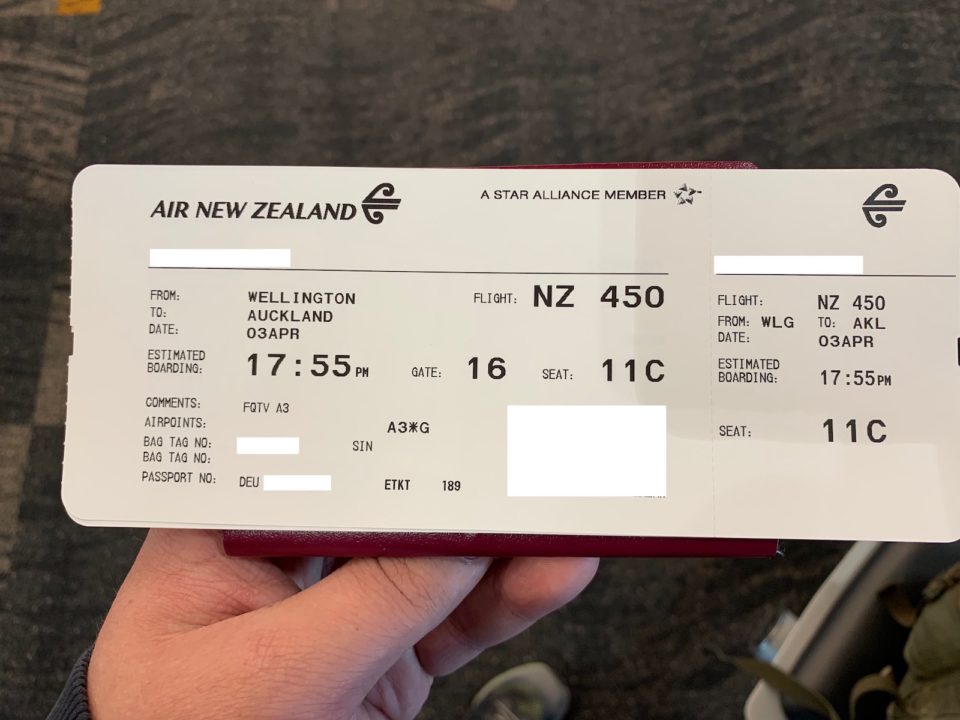 AIR NEW ZEALAND
A STAR ALLIANCE MEMBER
FROM: WELLINGTON FLIGHT: NZ 450
TO: AUCKLAND
DATE: 03APR
ESTIMATED
BOARDING: 17:55PM GATE: 16 SEAT: 11C
COMMENTS: FQTV A3
AIRPOINTS: A3*G
BAG TAG NO: SIN
BAG TAG NO:
PASSPORT NO: DEU ETKT 189
FLIGHT: NZ 450
FROM: WLG TO: AKL
DATE: 03APR
ESTIMATED
BOARDING: 17:55PM
SEAT: 11C